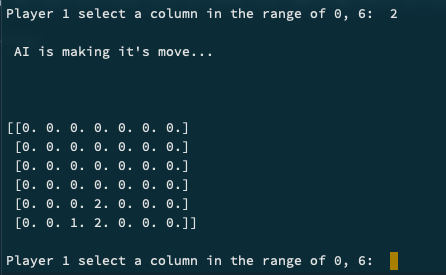 Player 1 select a column in the range of 0, 6:  2
 AI is making it's move...
[[0. 0. 0. 0. 0. 0. 0.]
 [0. 0. 0. 0. 0. 0. 0.]
 [0. 0. 0. 0. 0. 0. 0.]
 [0. 0. 0. 0. 0. 0. 0.]
 [0. 0. 0. 2. 0. 0. 0.]
 [0. 0. 1. 2. 0. 0. 0.]]
Player 1 select a column in the range of 0, 6: